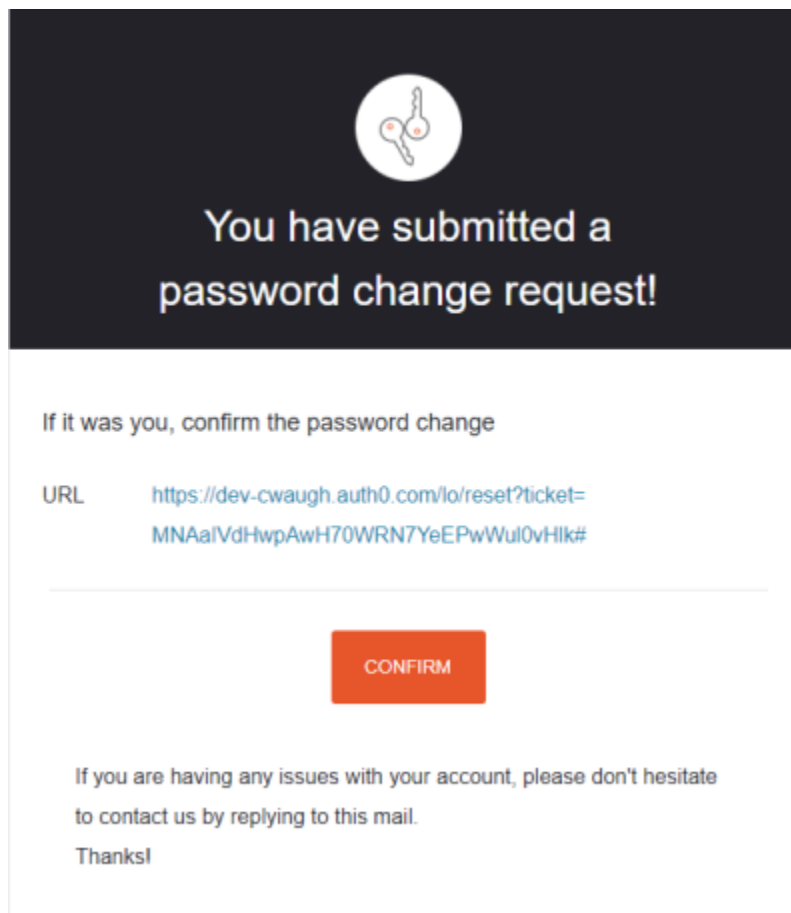 You have submitted a
password change request!
If it was you, confirm the password change
URL https://dev-cwaugh.auth0.com/lo/reset?ticket=
MNAaIVdHwpAwH70WRN7YeEPwWul0vHIk#
CONFIRM
If you are having any issues with your account, please don't hesitate
to contact us by replying to this mail.
Thanks!